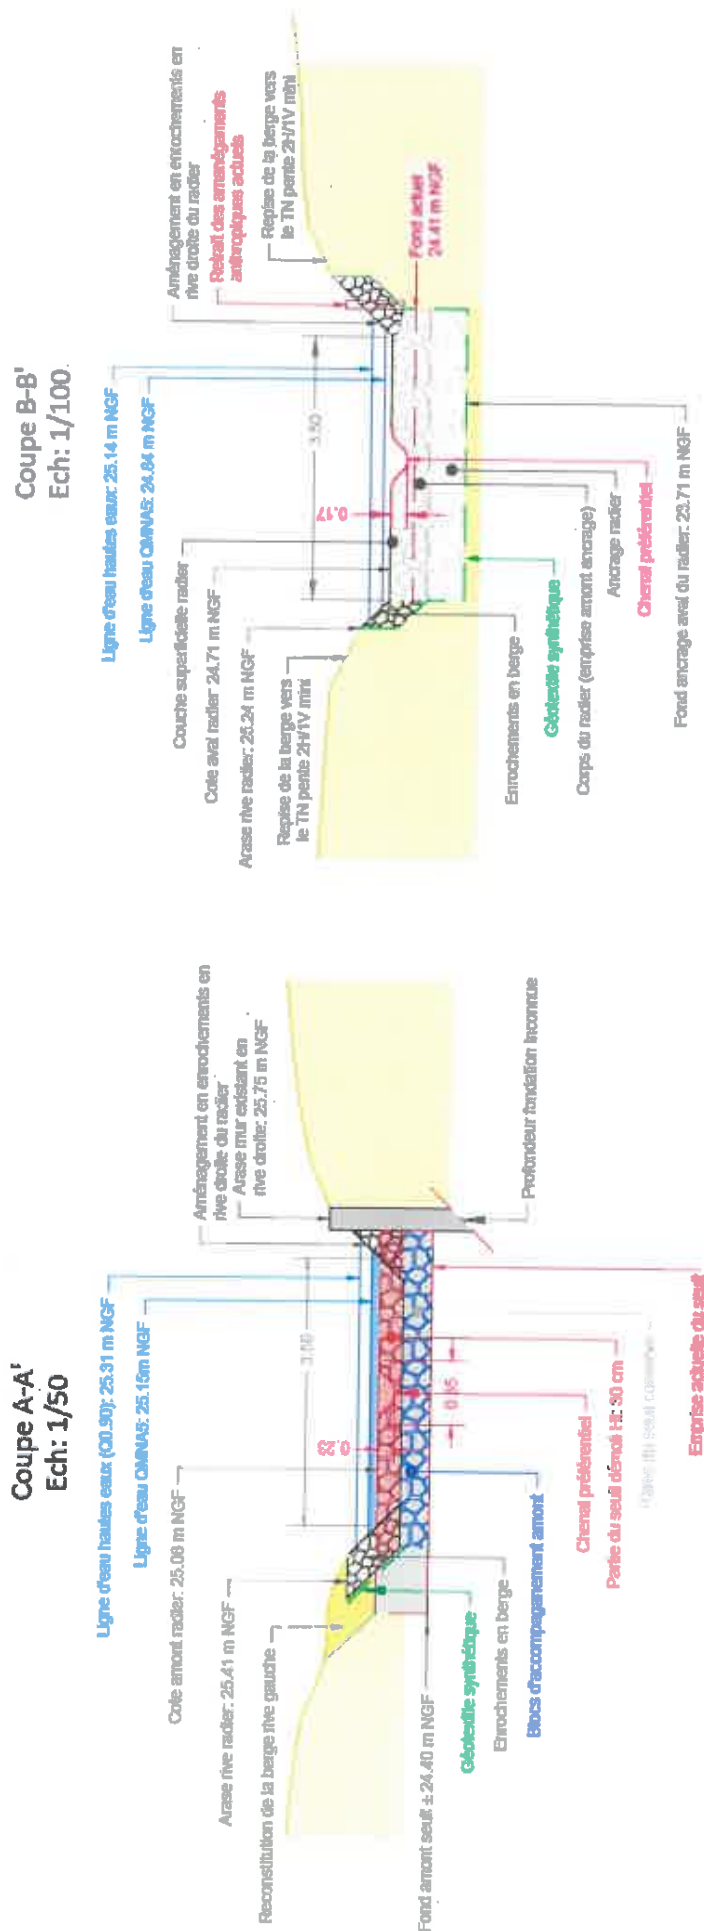 Coupe A-A'
Ech: 1/50
Ligne d'eau hautes eaux (Q0.90): 25.31 m NGF
Ligne d'eau QMNA5: 25.15m NGF
Cote amont radier: 25.06 m NGF
Arase rive radier: 25.41 m NGF
Reconstitution de la berge rive gauche
Aménagement en enrochements en
rive droite du radier
Arase mur existant en
rive droite: 25.75 m NGF
0.23
Fond amont seuil ± 24.40 m NGF
Géotextile synthétique
Enrochements en berge
Blocs d'accompagnement amont
Chenal préférentiel
Partie du seuil démoli Ht: 30 cm
Emprise actuelle du seuil
Profondeur fondation inconnue
Coupe B-B'
Ech: 1/100
Ligne d'eau hautes eaux: 25.14 m NGF
Ligne d'eau QMNA5: 24.84 m NGF
Couche superficielle radier
Cote aval radier: 24.71 m NGF
Arase rive radier: 25.24 m NGF
Repise de la berge vers
le TN pente 2H/1V mini
Aménagement en enrochements en
rive droite du radier
Retrait des aménagements
anthropiques actuels
Repise de la berge vers
le TN pente 2H/1V mini
3.50
0.17
Fond actuel
24.41 m NGF
Enrochements en berge
Géotextile synthétique
Corps du radier (emprise amont ancrage)
Ancrage radier
Chenal préférentiel
Fond ancrage aval du radier: 23.71 m NGF